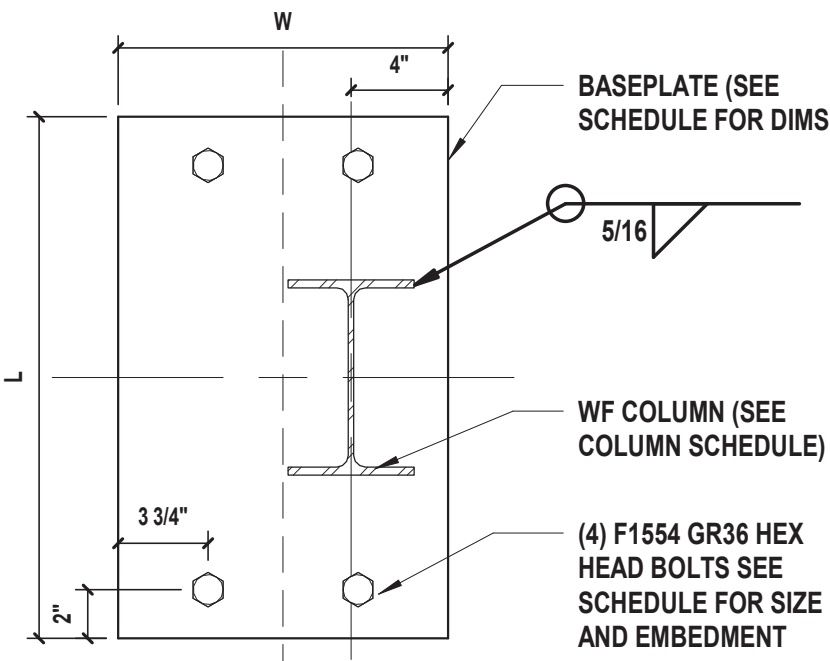 W
4"
BASEPLATE (SEE
SCHEDULE FOR DIMS
5/16
L
WF COLUMN (SEE
COLUMN SCHEDULE)
3 3/4"
(4) F1554 GR36 HEX
HEAD BOLTS SEE
SCHEDULE FOR SIZE
AND EMBEDMENT
2"